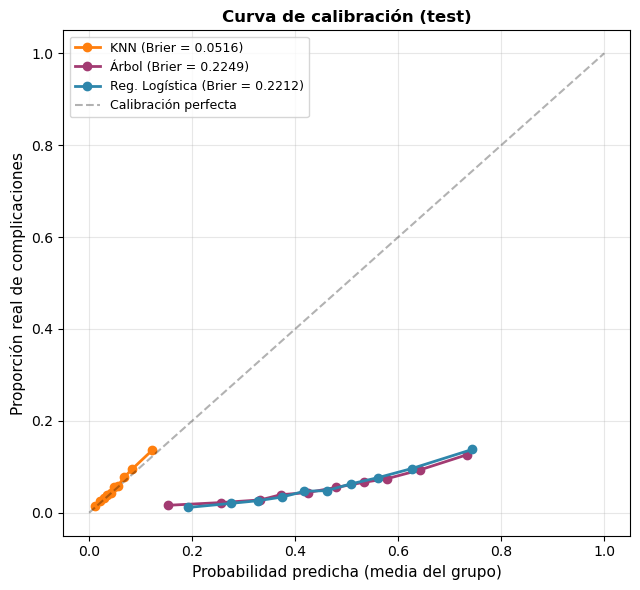 Curva de calibración (test)
KNN (Brier = 0.0516)
Árbol (Brier = 0.2249)
Reg. Logística (Brier = 0.2212)
Calibración perfecta
Proporción real de complicaciones
1.0
0.8
0.6
0.4
0.2
0.0
0.0 0.2 0.4 0.6 0.8 1.0
Probabilidad predicha (media del grupo)